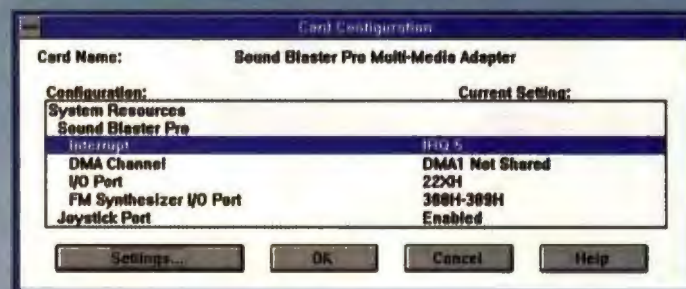 Card Configuration
Card Name: Sound Blaster Pro Multi-Media Adapter
Configuration: Current Setting:
System Resources
Sound Blaster Pro
Interrupt IRQ 5
DMA Channel DMA1 Not Shared
I/O Port 22XH
FM Synthesizer I/O Port 388H-389H
Joystick Port Enabled
Settings... OK Cancel Help